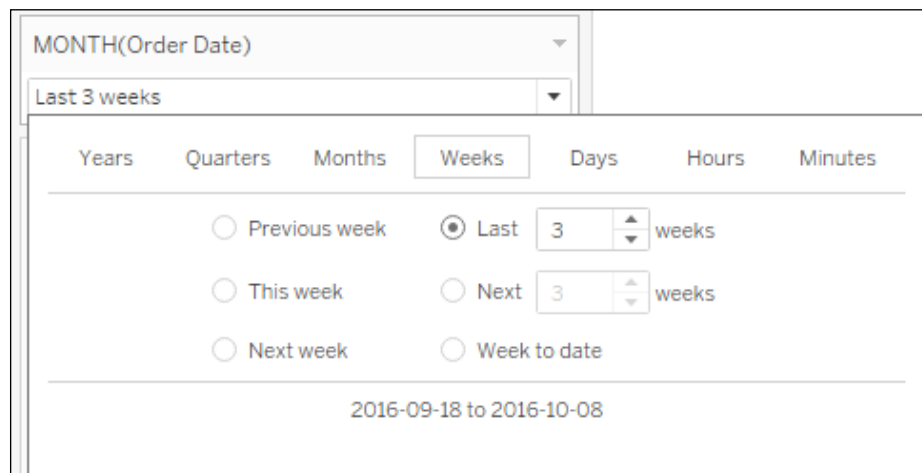 MONTH(Order Date)
Last 3 weeks
Years Quarters Months Weeks Days Hours Minutes
Previous week Last 3 weeks
This week Next 3 weeks
Next week Week to date
2016-09-18 to 2016-10-08